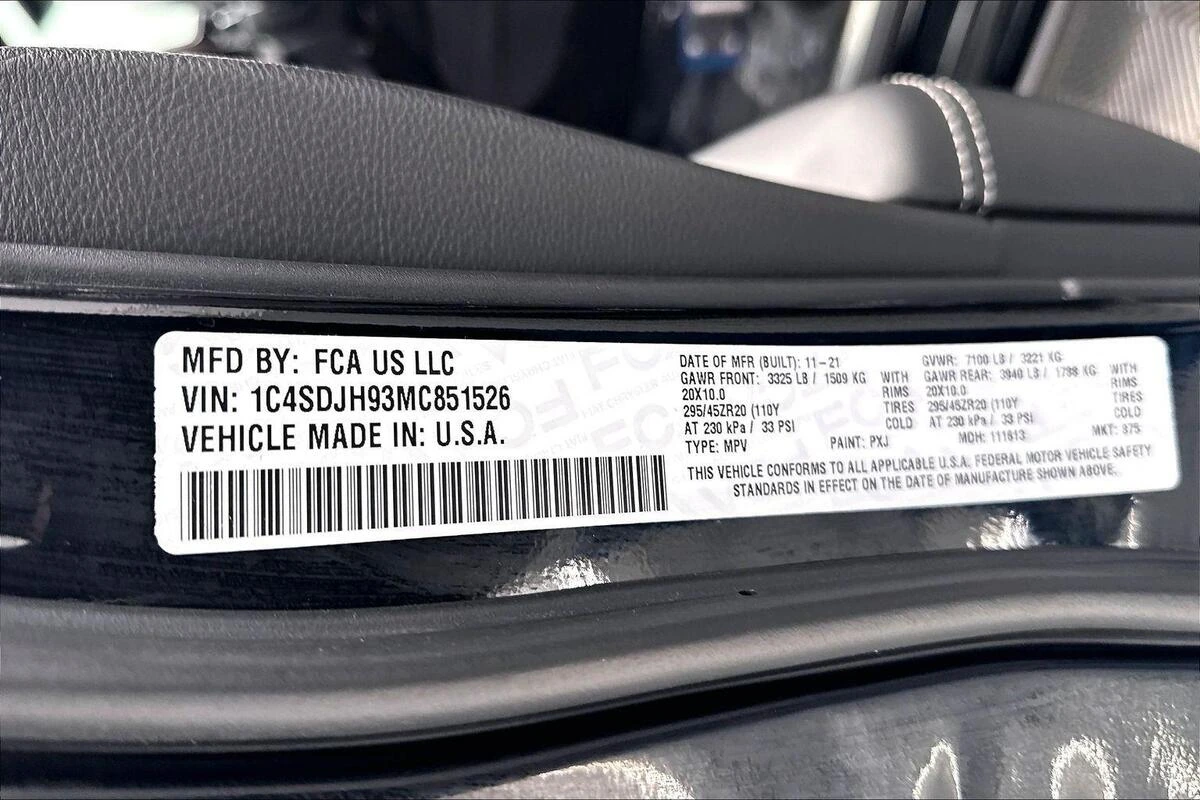 MFD BY: FCA US LLC
VIN: 1C4SDJH93MC851526
VEHICLE MADE IN: U.S.A.
DATE OF MFR (BUILT): 11-21
GAWR FRONT: 3325 LB / 1509 KG WITH
20X10.0 RIMS
295/45ZR20 (110Y TIRES
AT 230 kPa / 33 PSI COLD
TYPE: MPV PAINT: PXJ
GVWR: 7100 LB / 3221 KG
GAWR REAR: 3940 LB / 1788 KG WITH
20X10.0 RIMS
295/45ZR20 (110Y TIRES
AT 230 kPa / 33 PSI COLD
MDH: 111613 MKT: 875
THIS VEHICLE CONFORMS TO ALL APPLICABLE U.S.A. FEDERAL MOTOR VEHICLE SAFETY
STANDARDS IN EFFECT ON THE DATE OF MANUFACTURE SHOWN ABOVE.